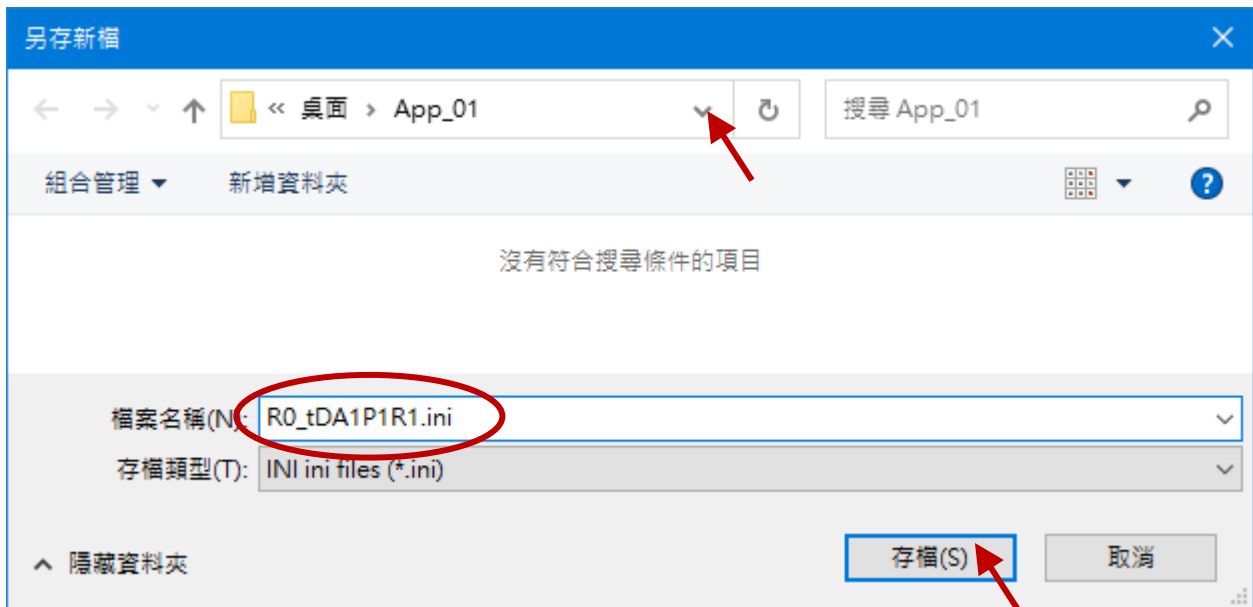 另存新檔
« 桌面 › App_01
搜尋 App_01
組合管理 新增資料夾
沒有符合搜尋條件的項目
檔案名稱(N): R0_tDA1P1R1.ini
存檔類型(T): INI ini files (*.ini)
隱藏資料夾
存檔(S) 取消